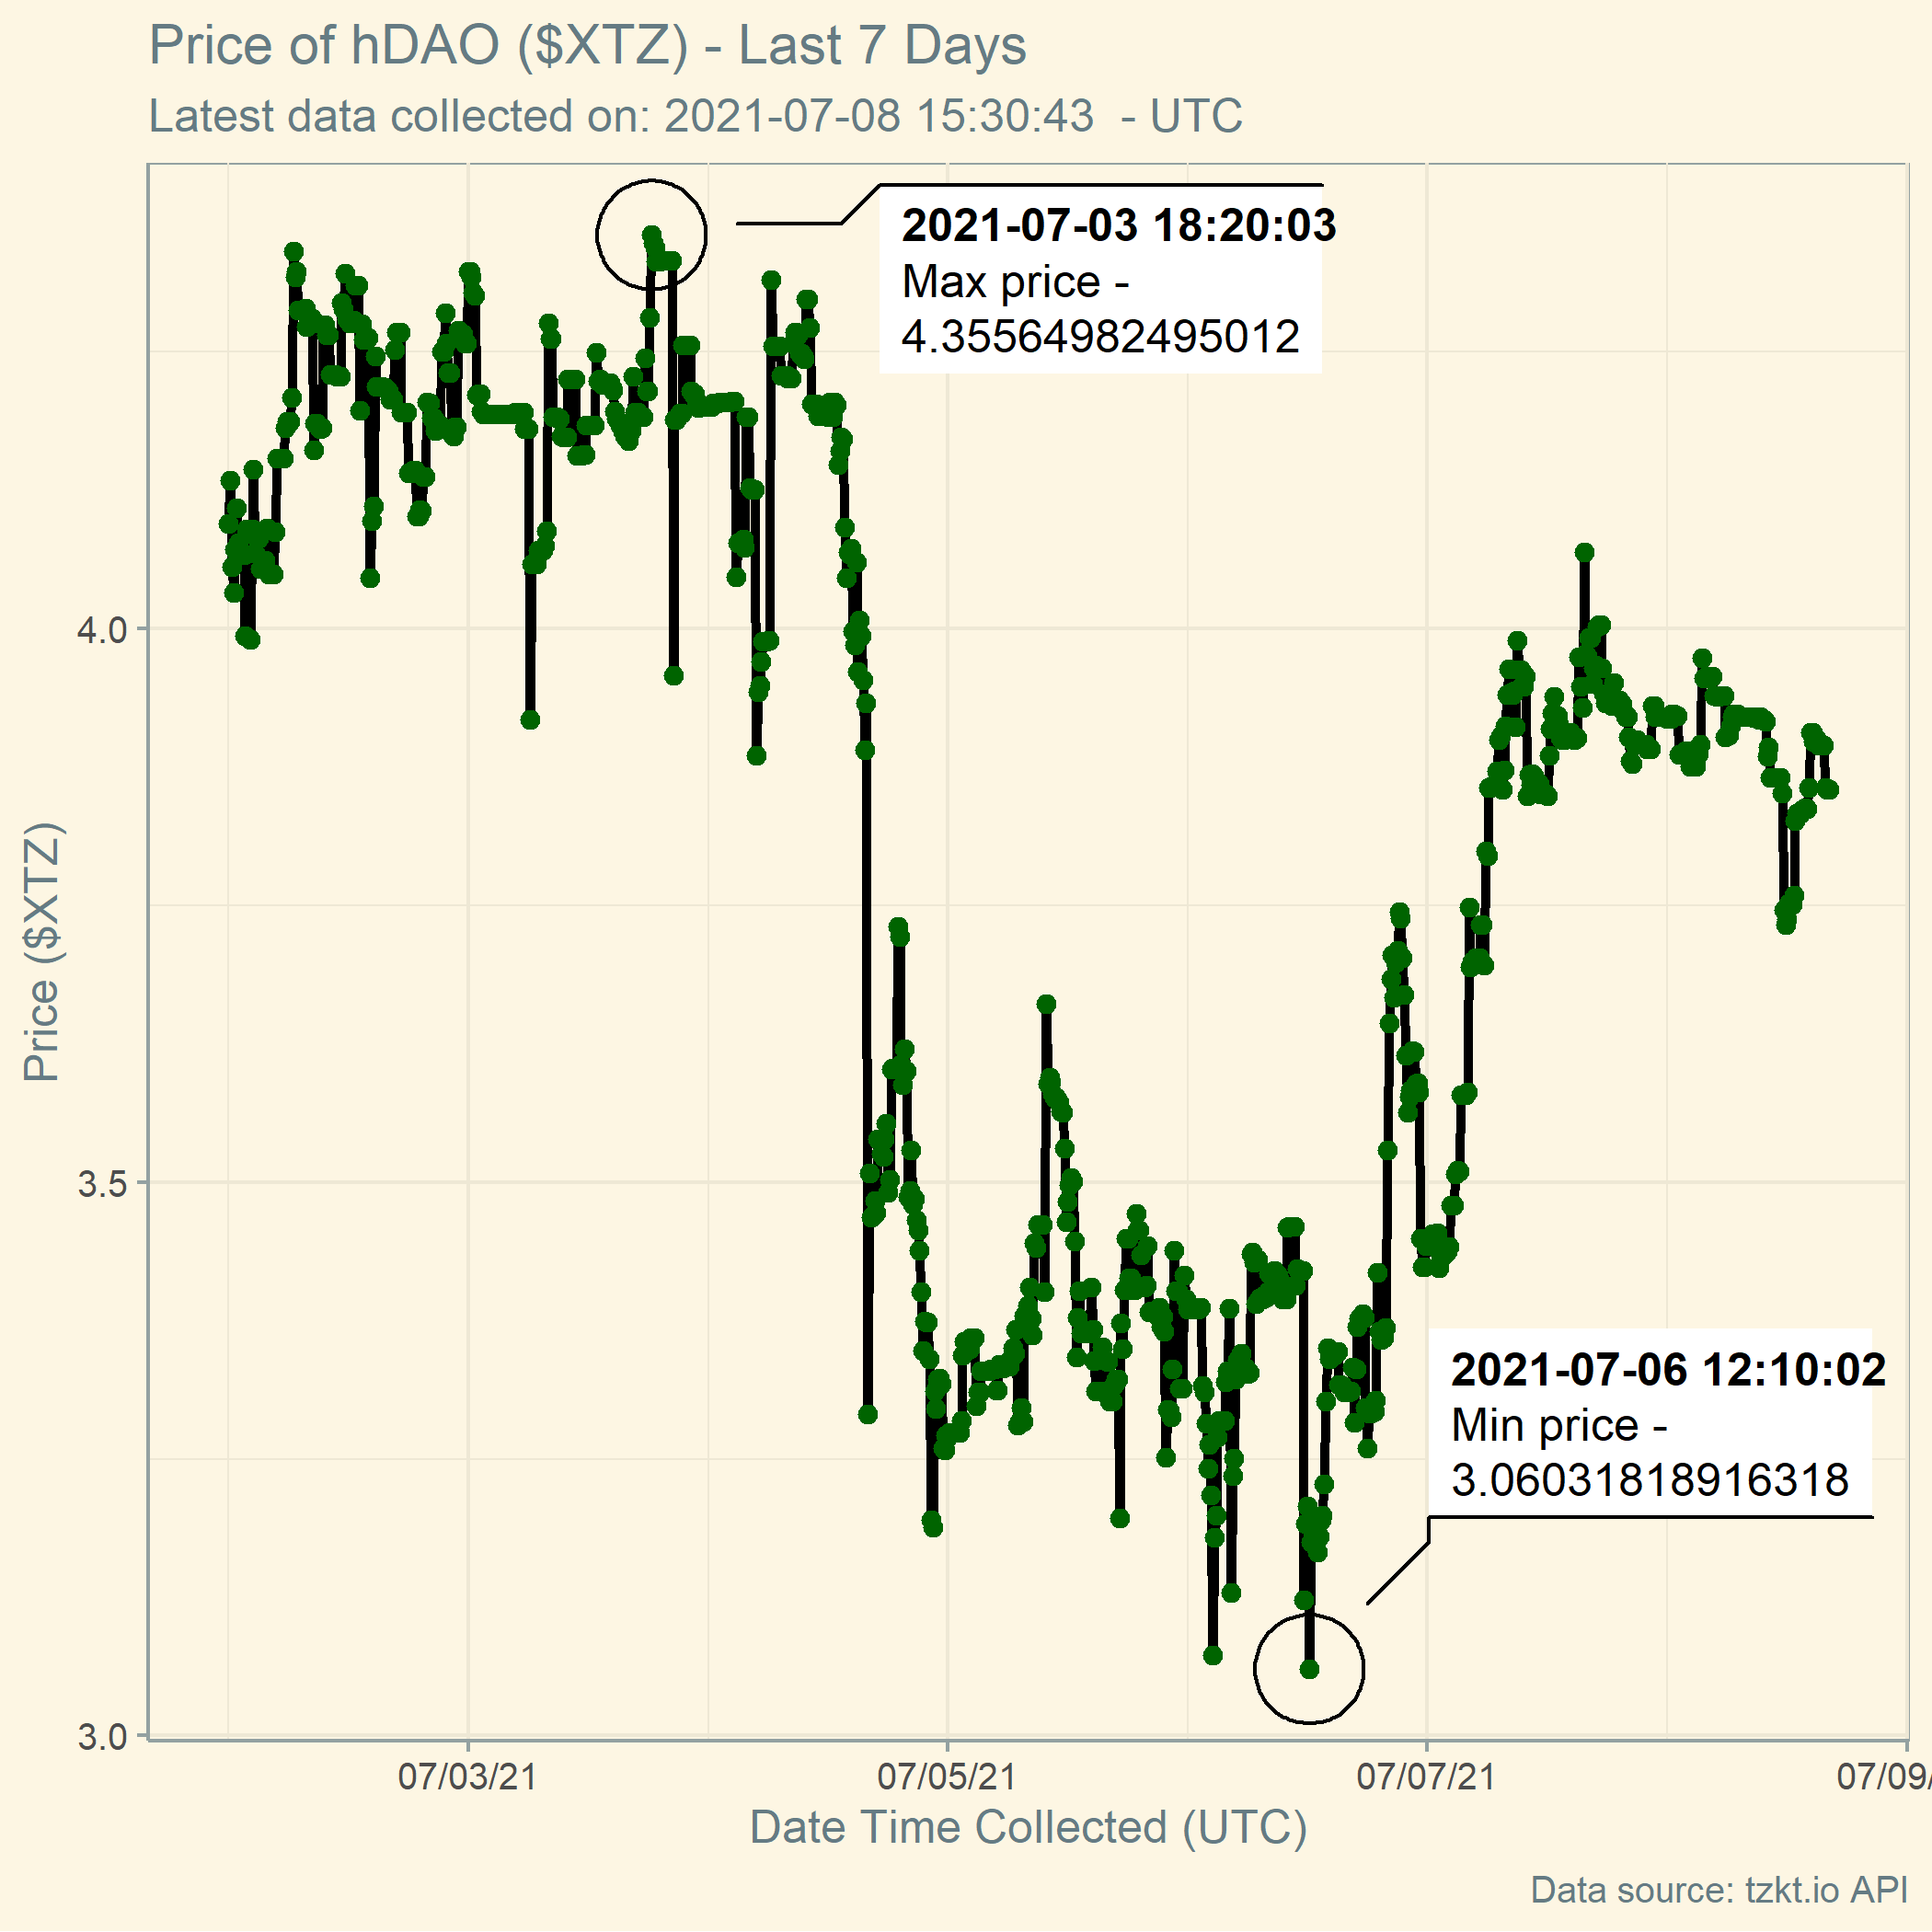 Price of hDAO ($XTZ) - Last 7 Days
Latest data collected on: 2021-07-08 15:30:43  - UTC
2021-07-03 18:20:03
Max price -
4.35564982495012
4.0
3.5
3.0
Price ($XTZ)
2021-07-06 12:10:02
Min price -
3.06031818916318
07/03/21
07/05/21
07/07/21
07/09/
Date Time Collected (UTC)
Data source: tzkt.io API